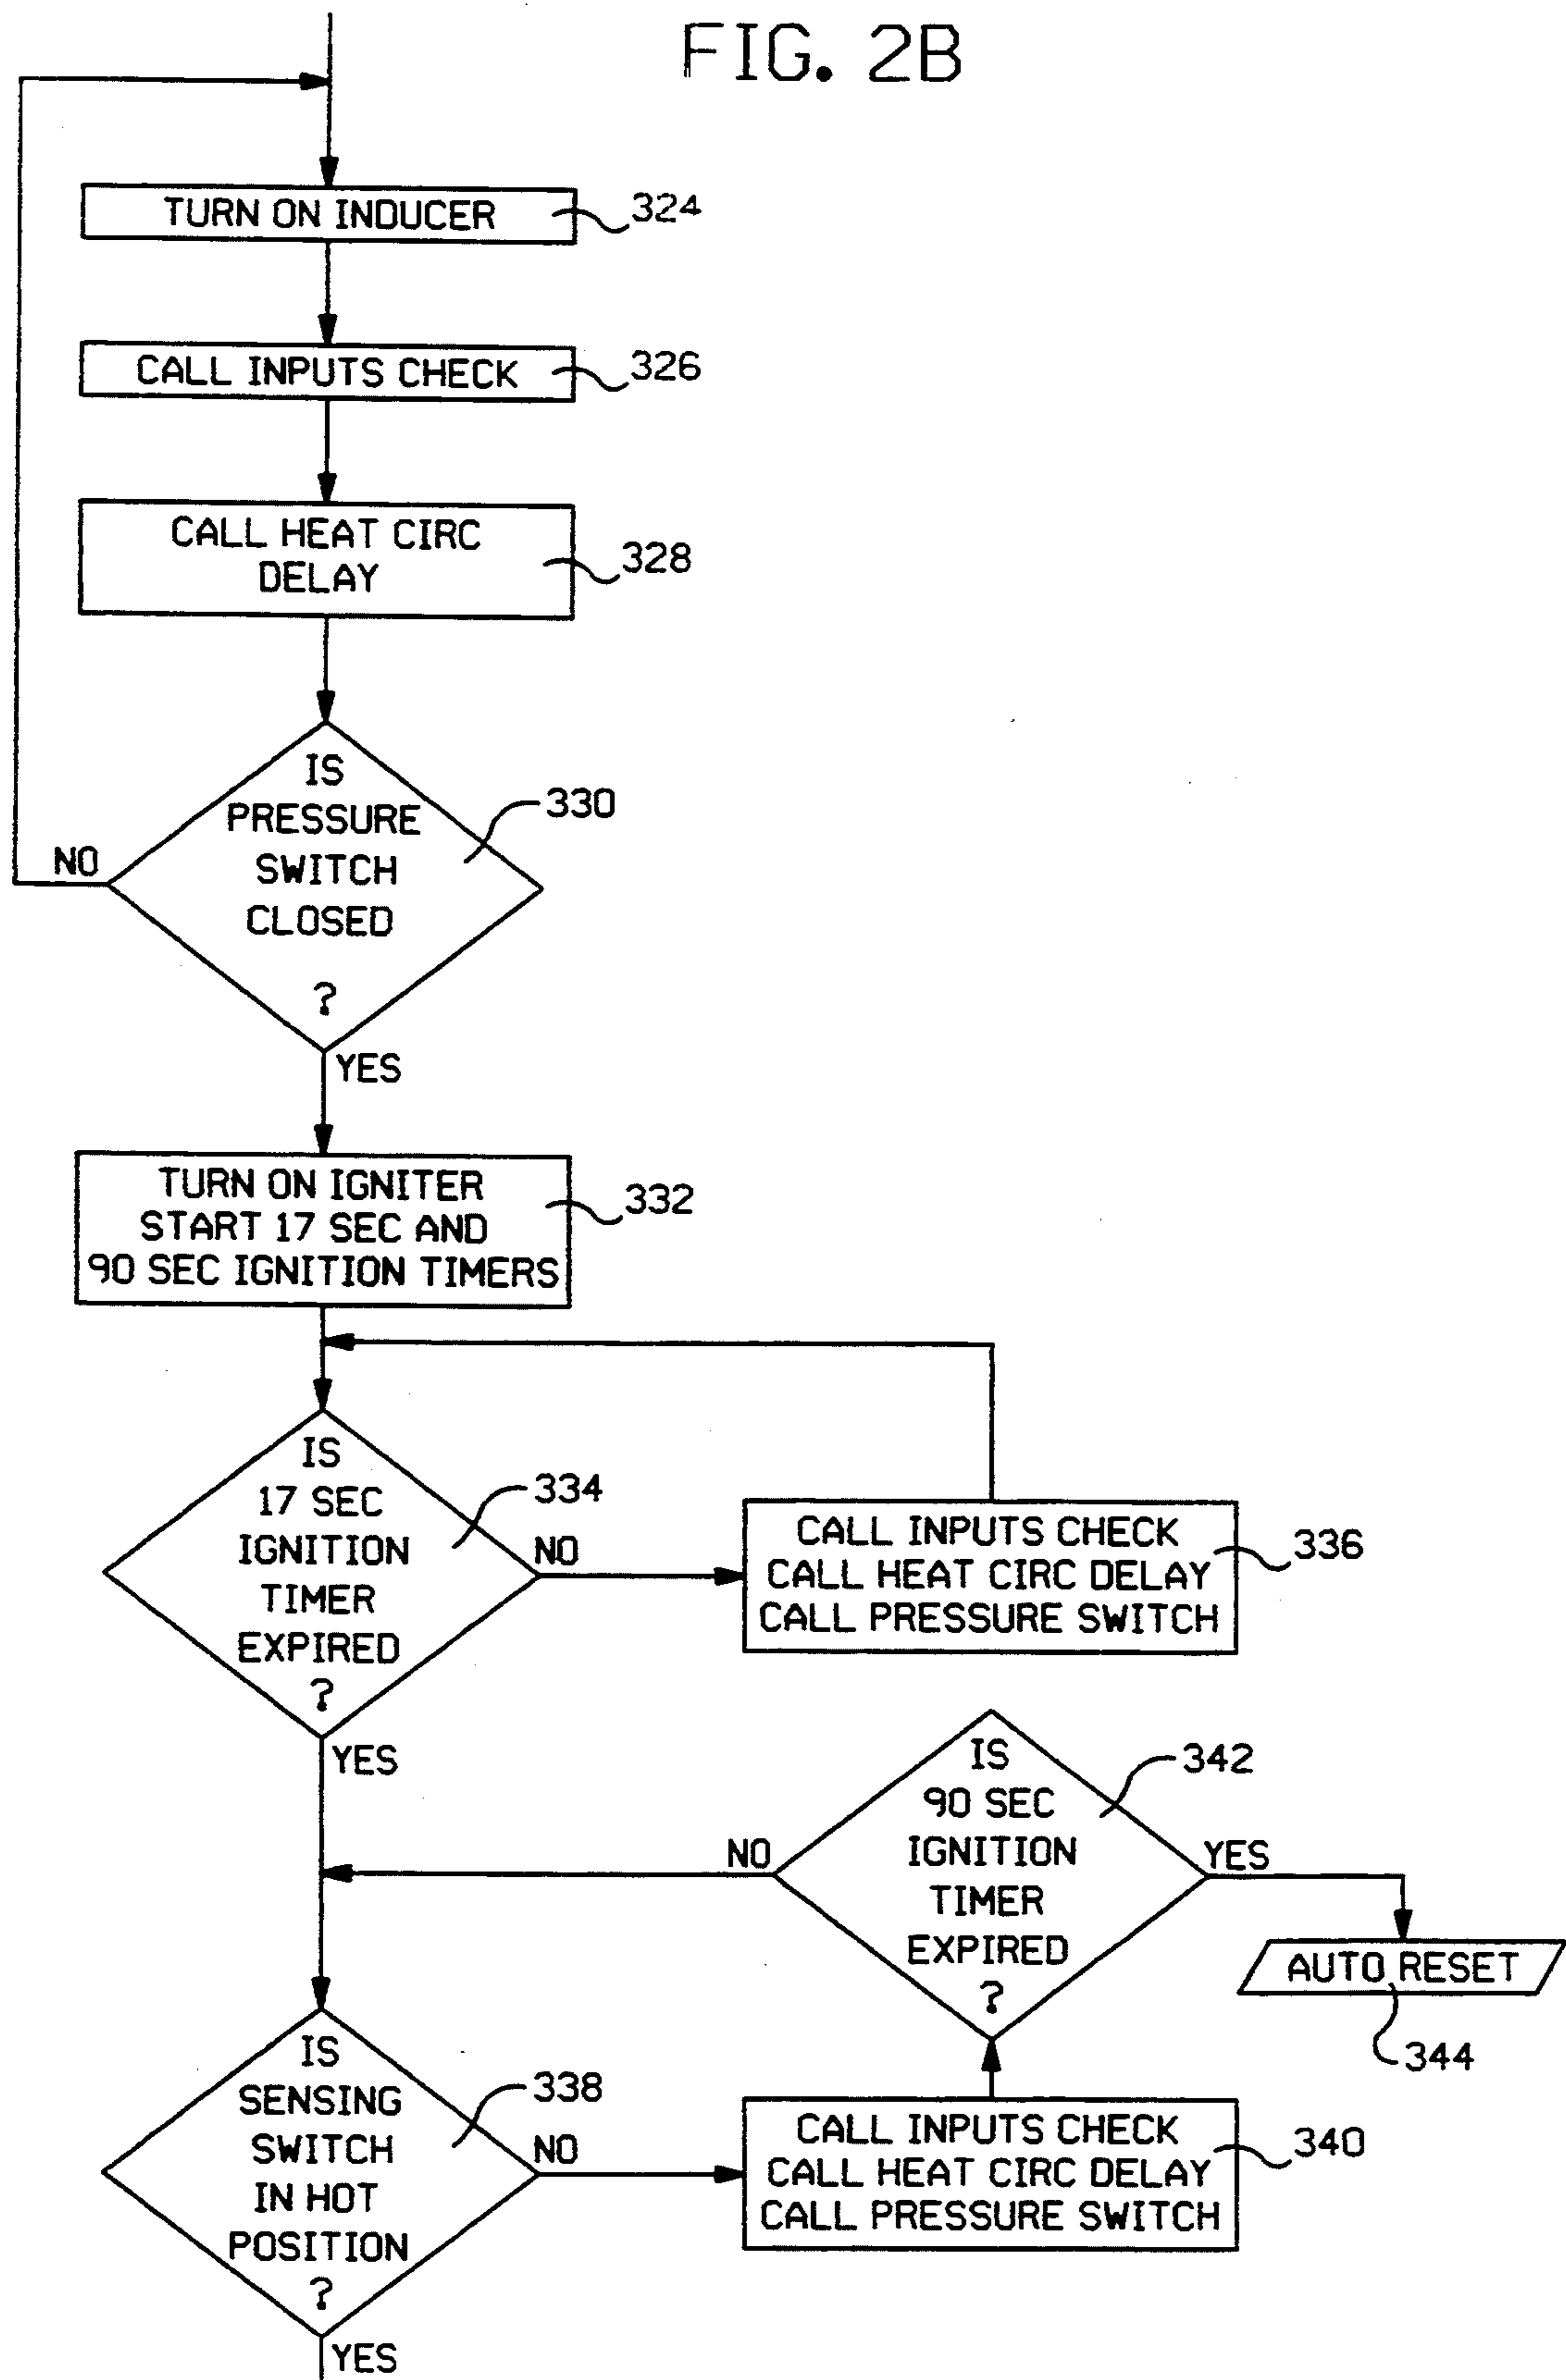 FIG. 2B
TURN ON INDUCER
324
CALL INPUTS CHECK
326
CALL HEAT CIRC
DELAY
328
IS
PRESSURE
SWITCH
CLOSED
?
330
NO
YES
TURN ON IGNITER
START 17 SEC AND
90 SEC IGNITION TIMERS
332
IS
17 SEC
IGNITION
TIMER
EXPIRED
?
334
NO
YES
CALL INPUTS CHECK
CALL HEAT CIRC DELAY
CALL PRESSURE SWITCH
336
IS
90 SEC
IGNITION
TIMER
EXPIRED
?
342
NO
YES
AUTO RESET
344
IS
SENSING
SWITCH
IN HOT
POSITION
?
338
NO
YES
CALL INPUTS CHECK
CALL HEAT CIRC DELAY
CALL PRESSURE SWITCH
340